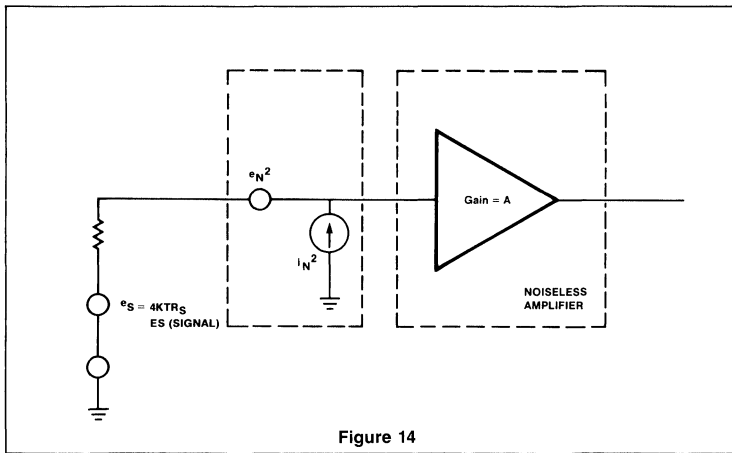 eN²
Gain = A
iN²
eS = 4KTRS
ES (SIGNAL)
NOISELESS
AMPLIFIER
Figure 14